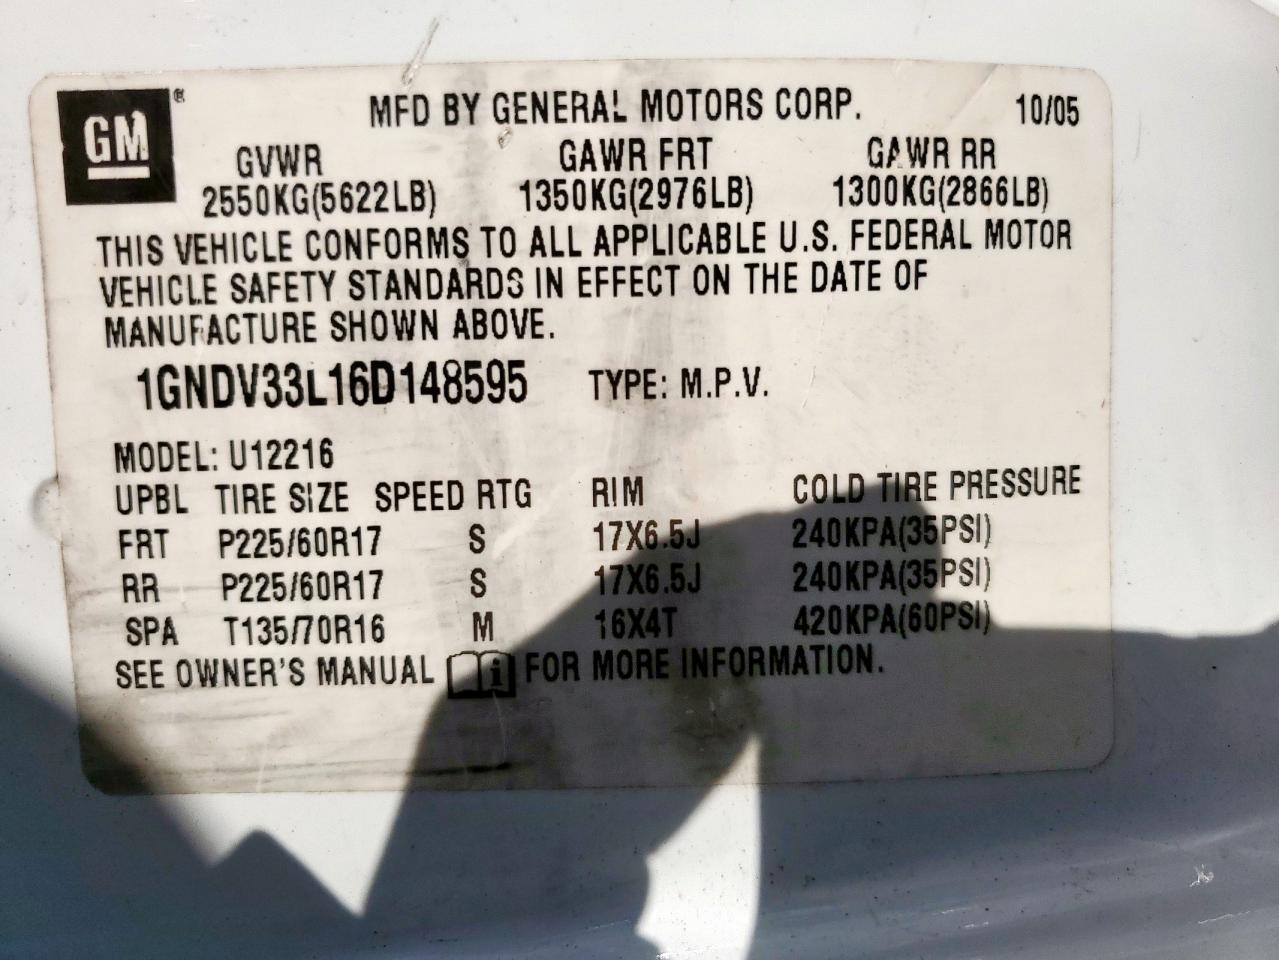 GM ® MFD BY GENERAL MOTORS CORP. 10/05
GVWR GAWR FRT GAWR RR
2550KG(5622LB) 1350KG(2976LB) 1300KG(2866LB)
THIS VEHICLE CONFORMS TO ALL APPLICABLE U.S. FEDERAL MOTOR
VEHICLE SAFETY STANDARDS IN EFFECT ON THE DATE OF
MANUFACTURE SHOWN ABOVE.
1GNDV33L16D148595 TYPE: M.P.V.
MODEL: U12216
UPBL TIRE SIZE SPEED RTG RIM COLD TIRE PRESSURE
FRT P225/60R17 S 17X6.5J 240KPA(35PSI)
RR P225/60R17 S 17X6.5J 240KPA(35PSI)
SPA T135/70R16 M 16X4T 420KPA(60PSI)
SEE OWNER'S MANUAL i FOR MORE INFORMATION.